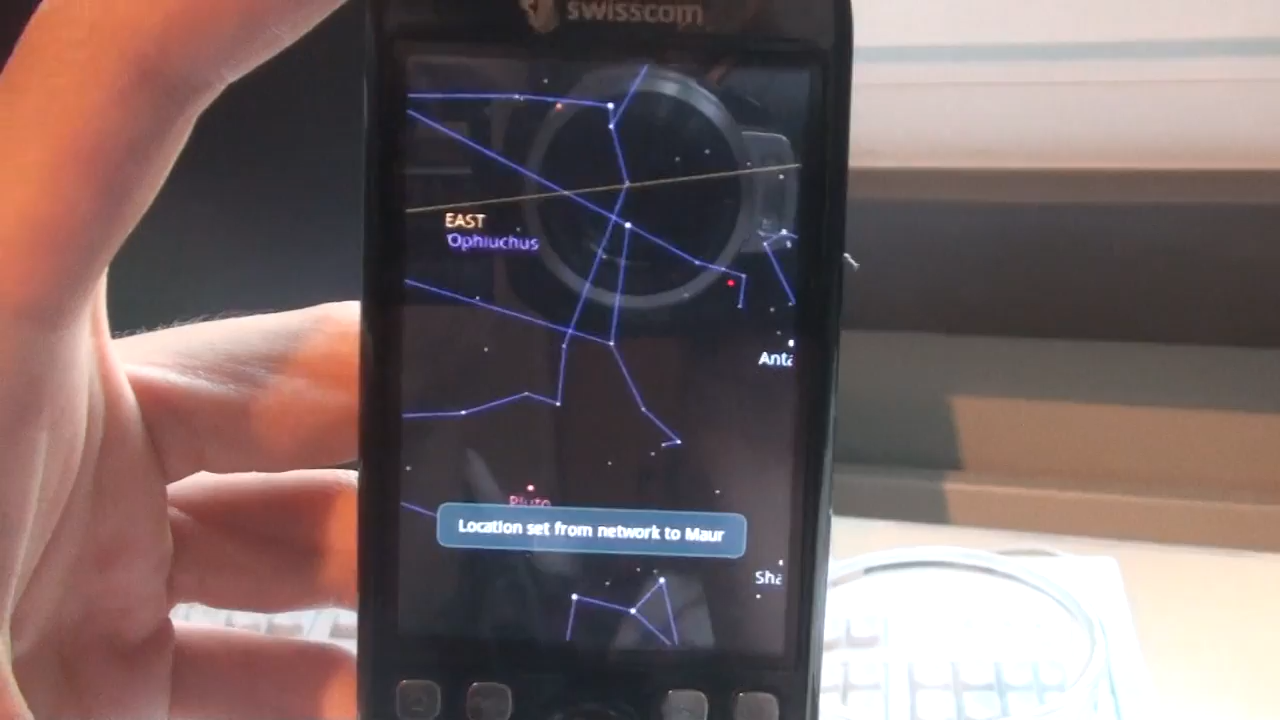 swisscom
EAST
Ophiuchus
Anta
Pluto
Location set from network to Maur
Sha